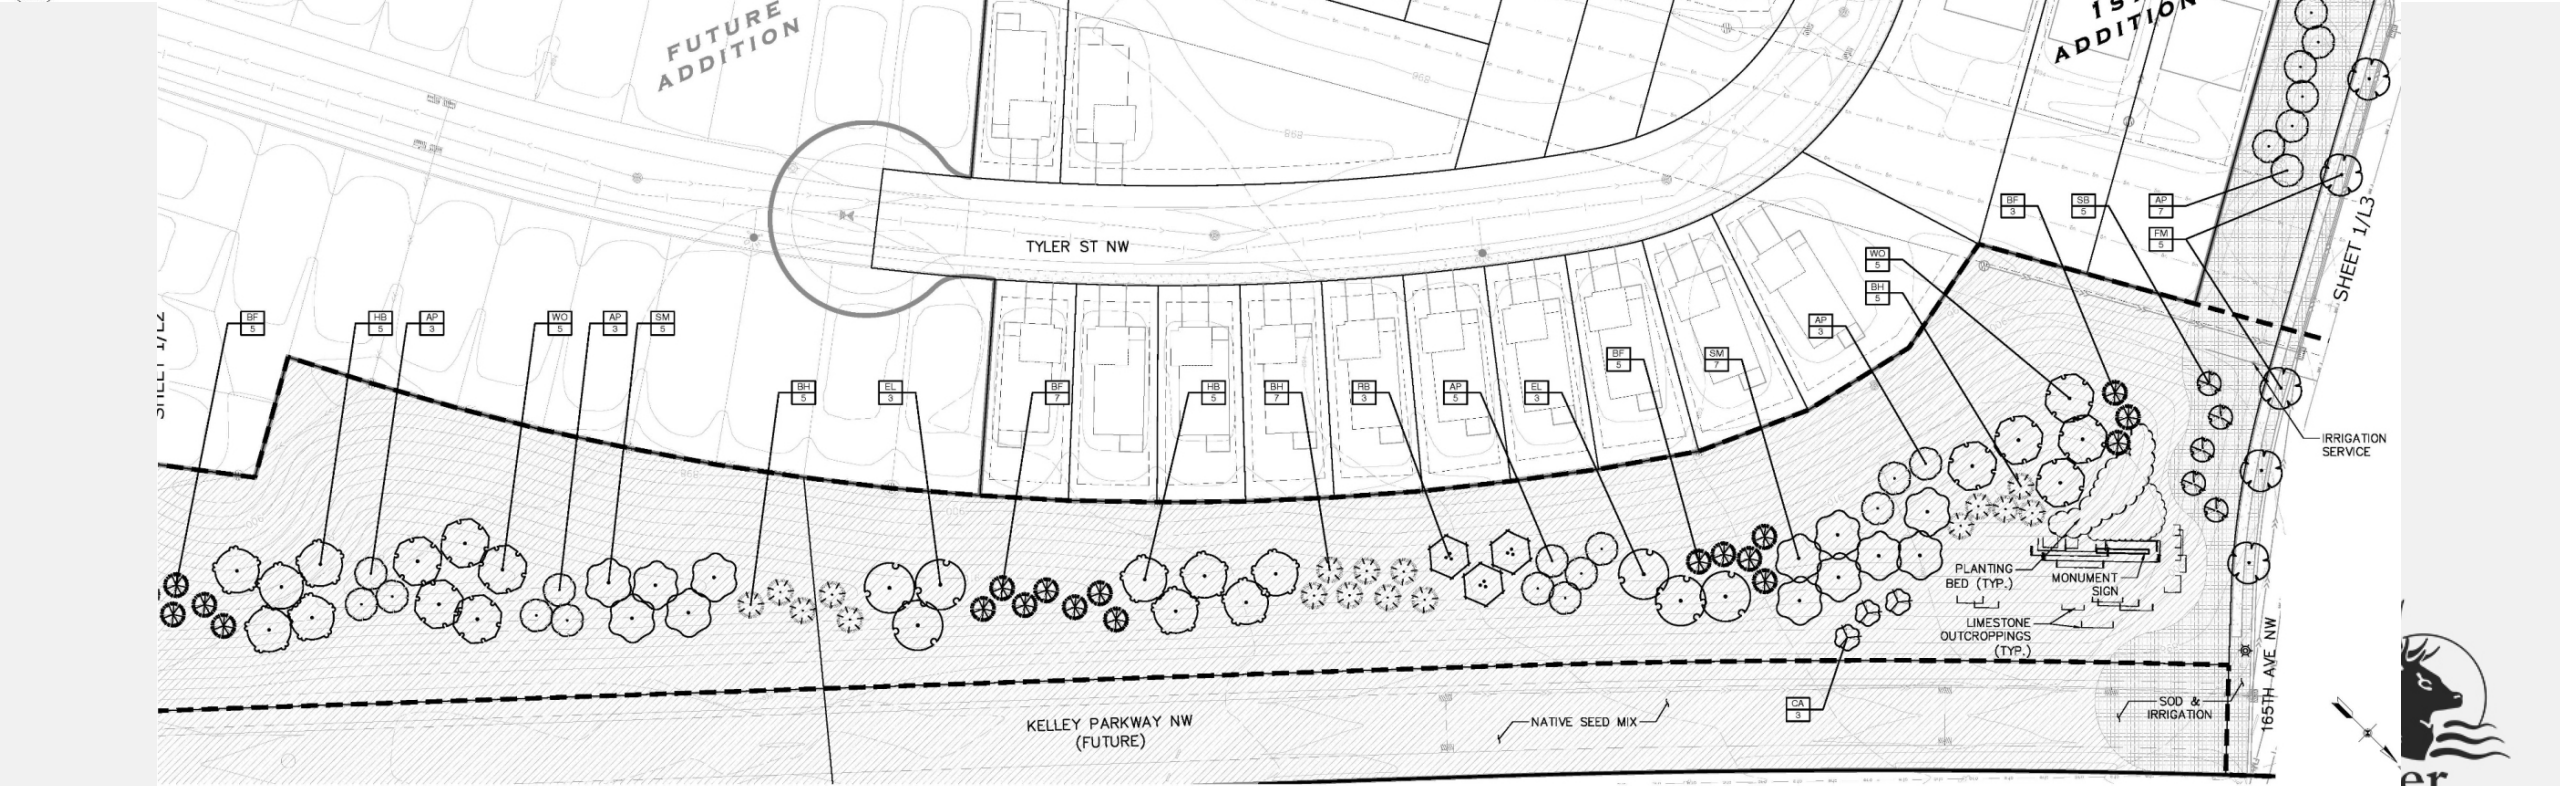 FUTURE
ADDITION
ADDITION
TYLER ST NW
898
868
BF
3
SB
5
AP
7
FM
5
SHEET 1/L3
WO
5
BH
5
BF
5
HB
5
AP
3
WO
5
AP
3
SM
5
AP
3
BF
5
SM
7
BH
5
EL
3
BF
7
HB
5
BH
7
RB
3
AP
5
EL
3
IRRIGATION
SERVICE
PLANTING
BED (TYP.)
MONUMENT
SIGN
LIMESTONE
OUTCROPPINGS
(TYP.)
165TH AVE NW
CA
3
SOD &
IRRIGATION
NATIVE SEED MIX
KELLEY PARKWAY NW
(FUTURE)
er